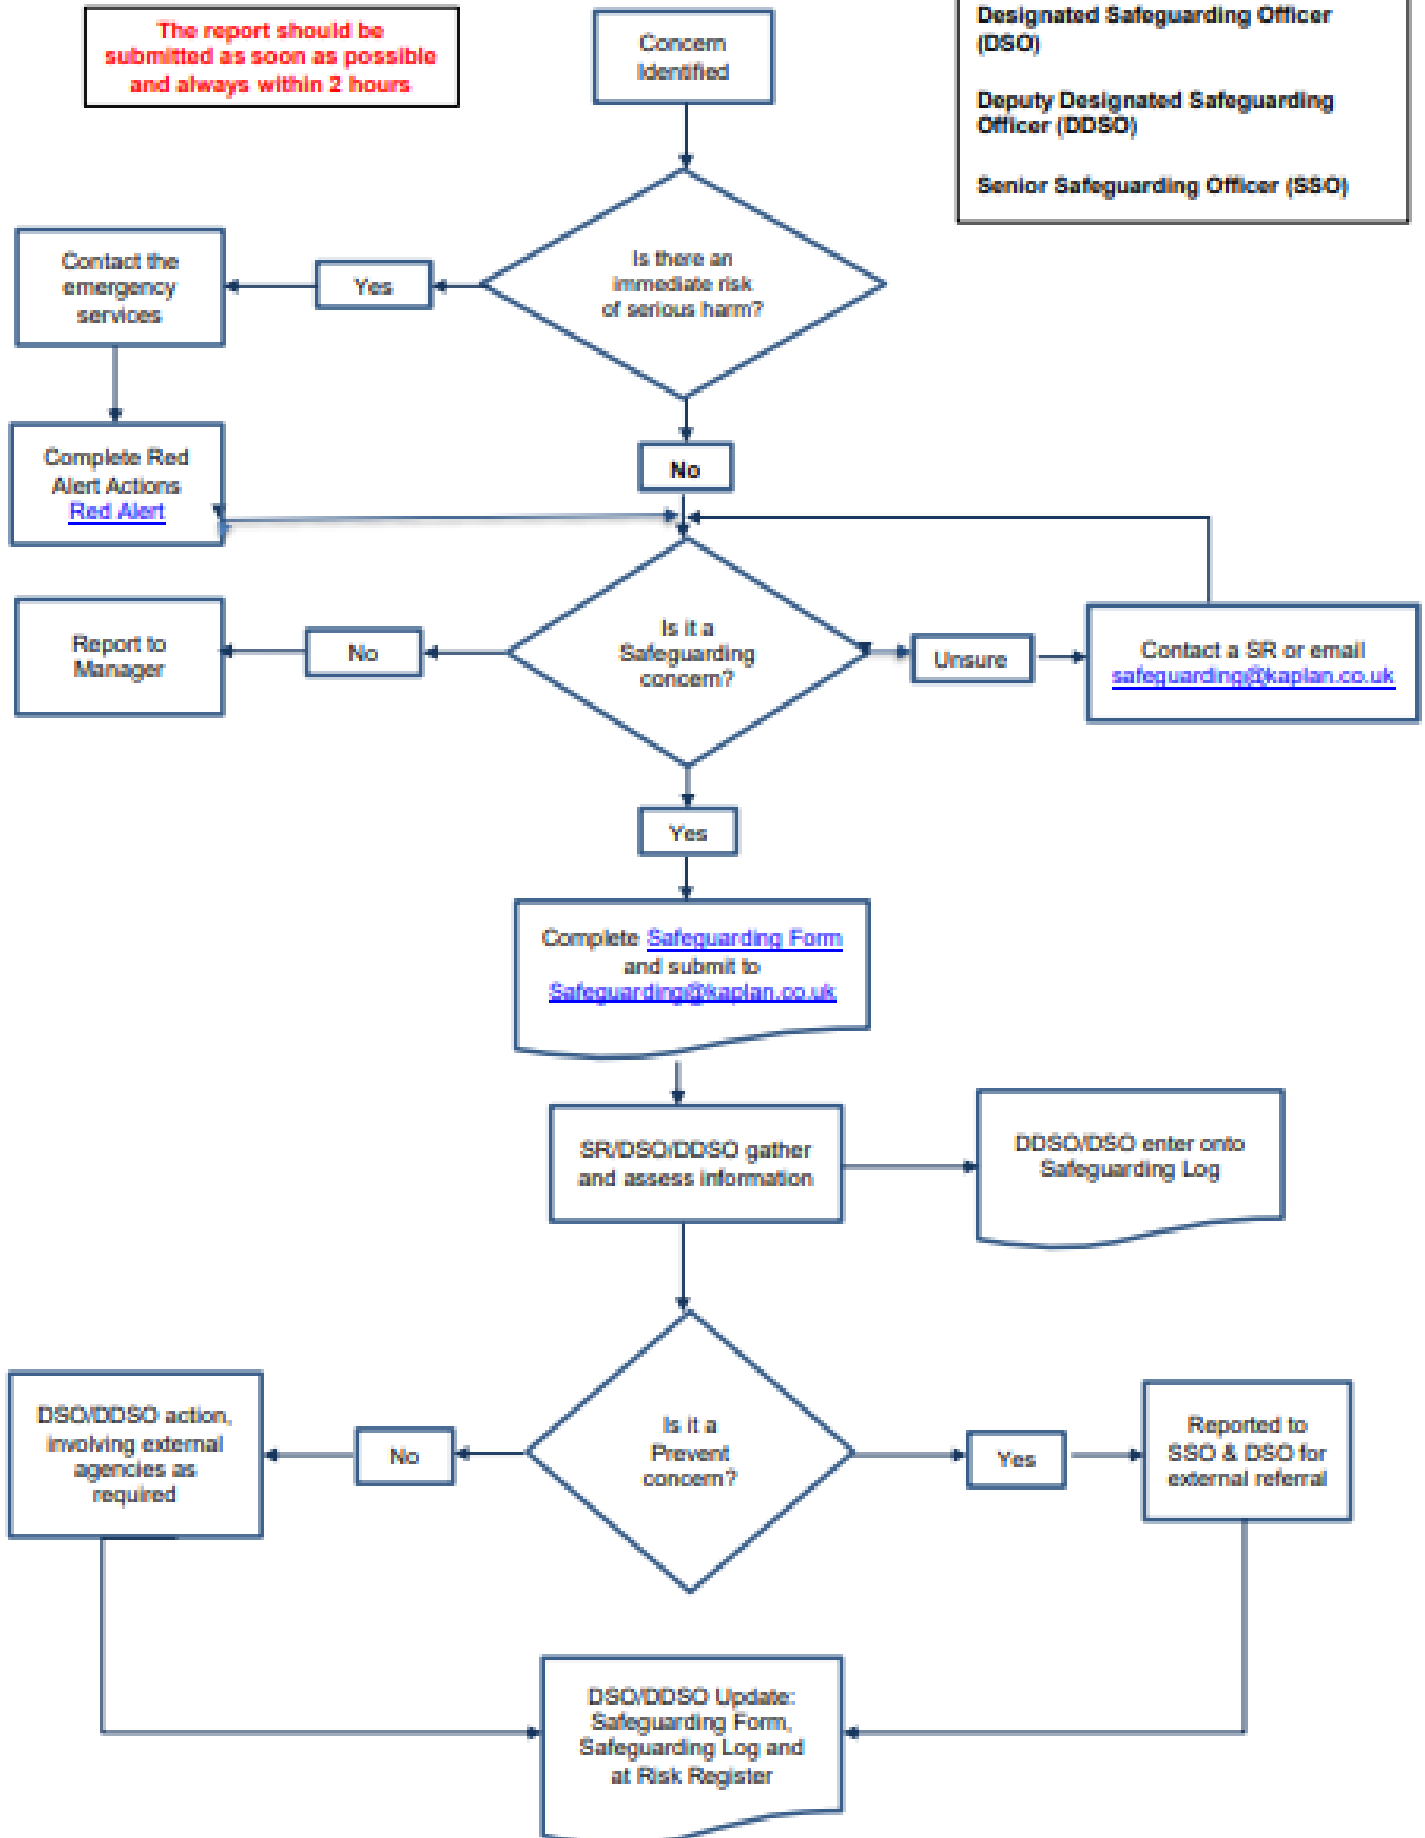 The report should be
submitted as soon as possible
and always within 2 hours
Concern
Identified
Designated Safeguarding Officer
(DSO)
Deputy Designated Safeguarding
Officer (DDSO)
Senior Safeguarding Officer (SSO)
Is there an
immediate risk
of serious harm?
Yes
Contact the
emergency
services
No
Complete Red
Alert Actions
Red Alert
Is it a
Safeguarding
concern?
No
Report to
Manager
Unsure
Contact a SR or email
safeguarding@kaplan.co.uk
Yes
Complete Safeguarding Form
and submit to
Safeguarding@kaplan.co.uk
SR/DSO/DDSO gather
and assess information
DDSO/DSO enter onto
Safeguarding Log
Is it a
Prevent
concern?
No
DSO/DDSO action,
involving external
agencies as
required
Yes
Reported to
SSO & DSO for
external referral
DSO/DDSO Update:
Safeguarding Form,
Safeguarding Log and
at Risk Register